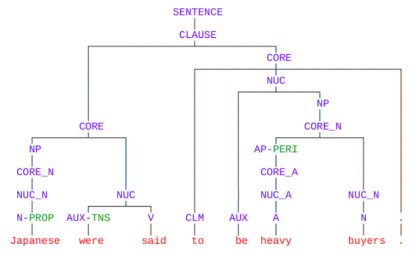 SENTENCE
CLAUSE
CORE
NUC
NP
CORE CORE_N
NP AP-PERI
CORE_N CORE_A
NUC_N NUC NUC_A NUC_N
N-PROP AUX-TNS V CLM AUX A N .
Japanese were said to be heavy buyers .